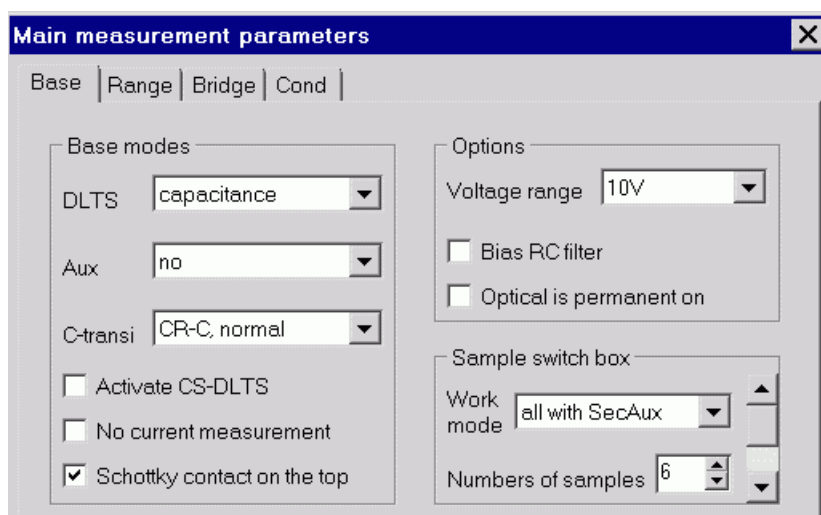 Main measurement parameters
Base Range Bridge Cond
Base modes
DLTS capacitance
Aux no
C-transi CR-C, normal
Activate CS-DLTS
No current measurement
Schottky contact on the top
Options
Voltage range 10V
Bias RC filter
Optical is permanent on
Sample switch box
Work mode all with SecAux
Numbers of samples 6